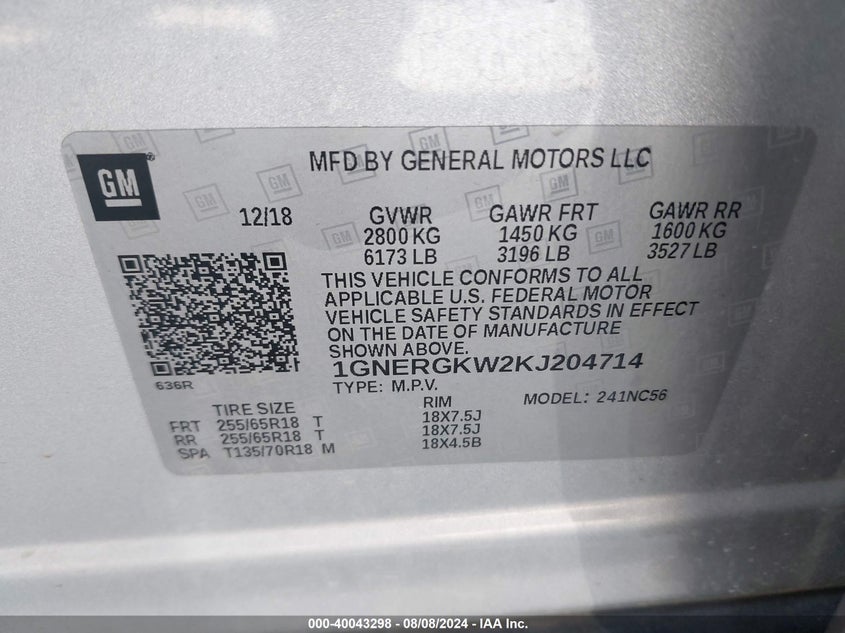 GM
MFD BY GENERAL MOTORS LLC
12/18 GVWR GAWR FRT GAWR RR
2800 KG 1450 KG 1600 KG
6173 LB 3196 LB 3527 LB
THIS VEHICLE CONFORMS TO ALL
APPLICABLE U.S. FEDERAL MOTOR
VEHICLE SAFETY STANDARDS IN EFFECT
ON THE DATE OF MANUFACTURE
SHOWN ABOVE.
1GNERGKW2KJ204714
636R
TYPE: M.P.V. MODEL: 241NC56
TIRE SIZE RIM
FRT 255/65R18 T 18X7.5J
RR 255/65R18 T 18X7.5J
SPA T135/70R18 M 18X4.5B
000-40043298 - 08/08/2024 - IAA Inc.